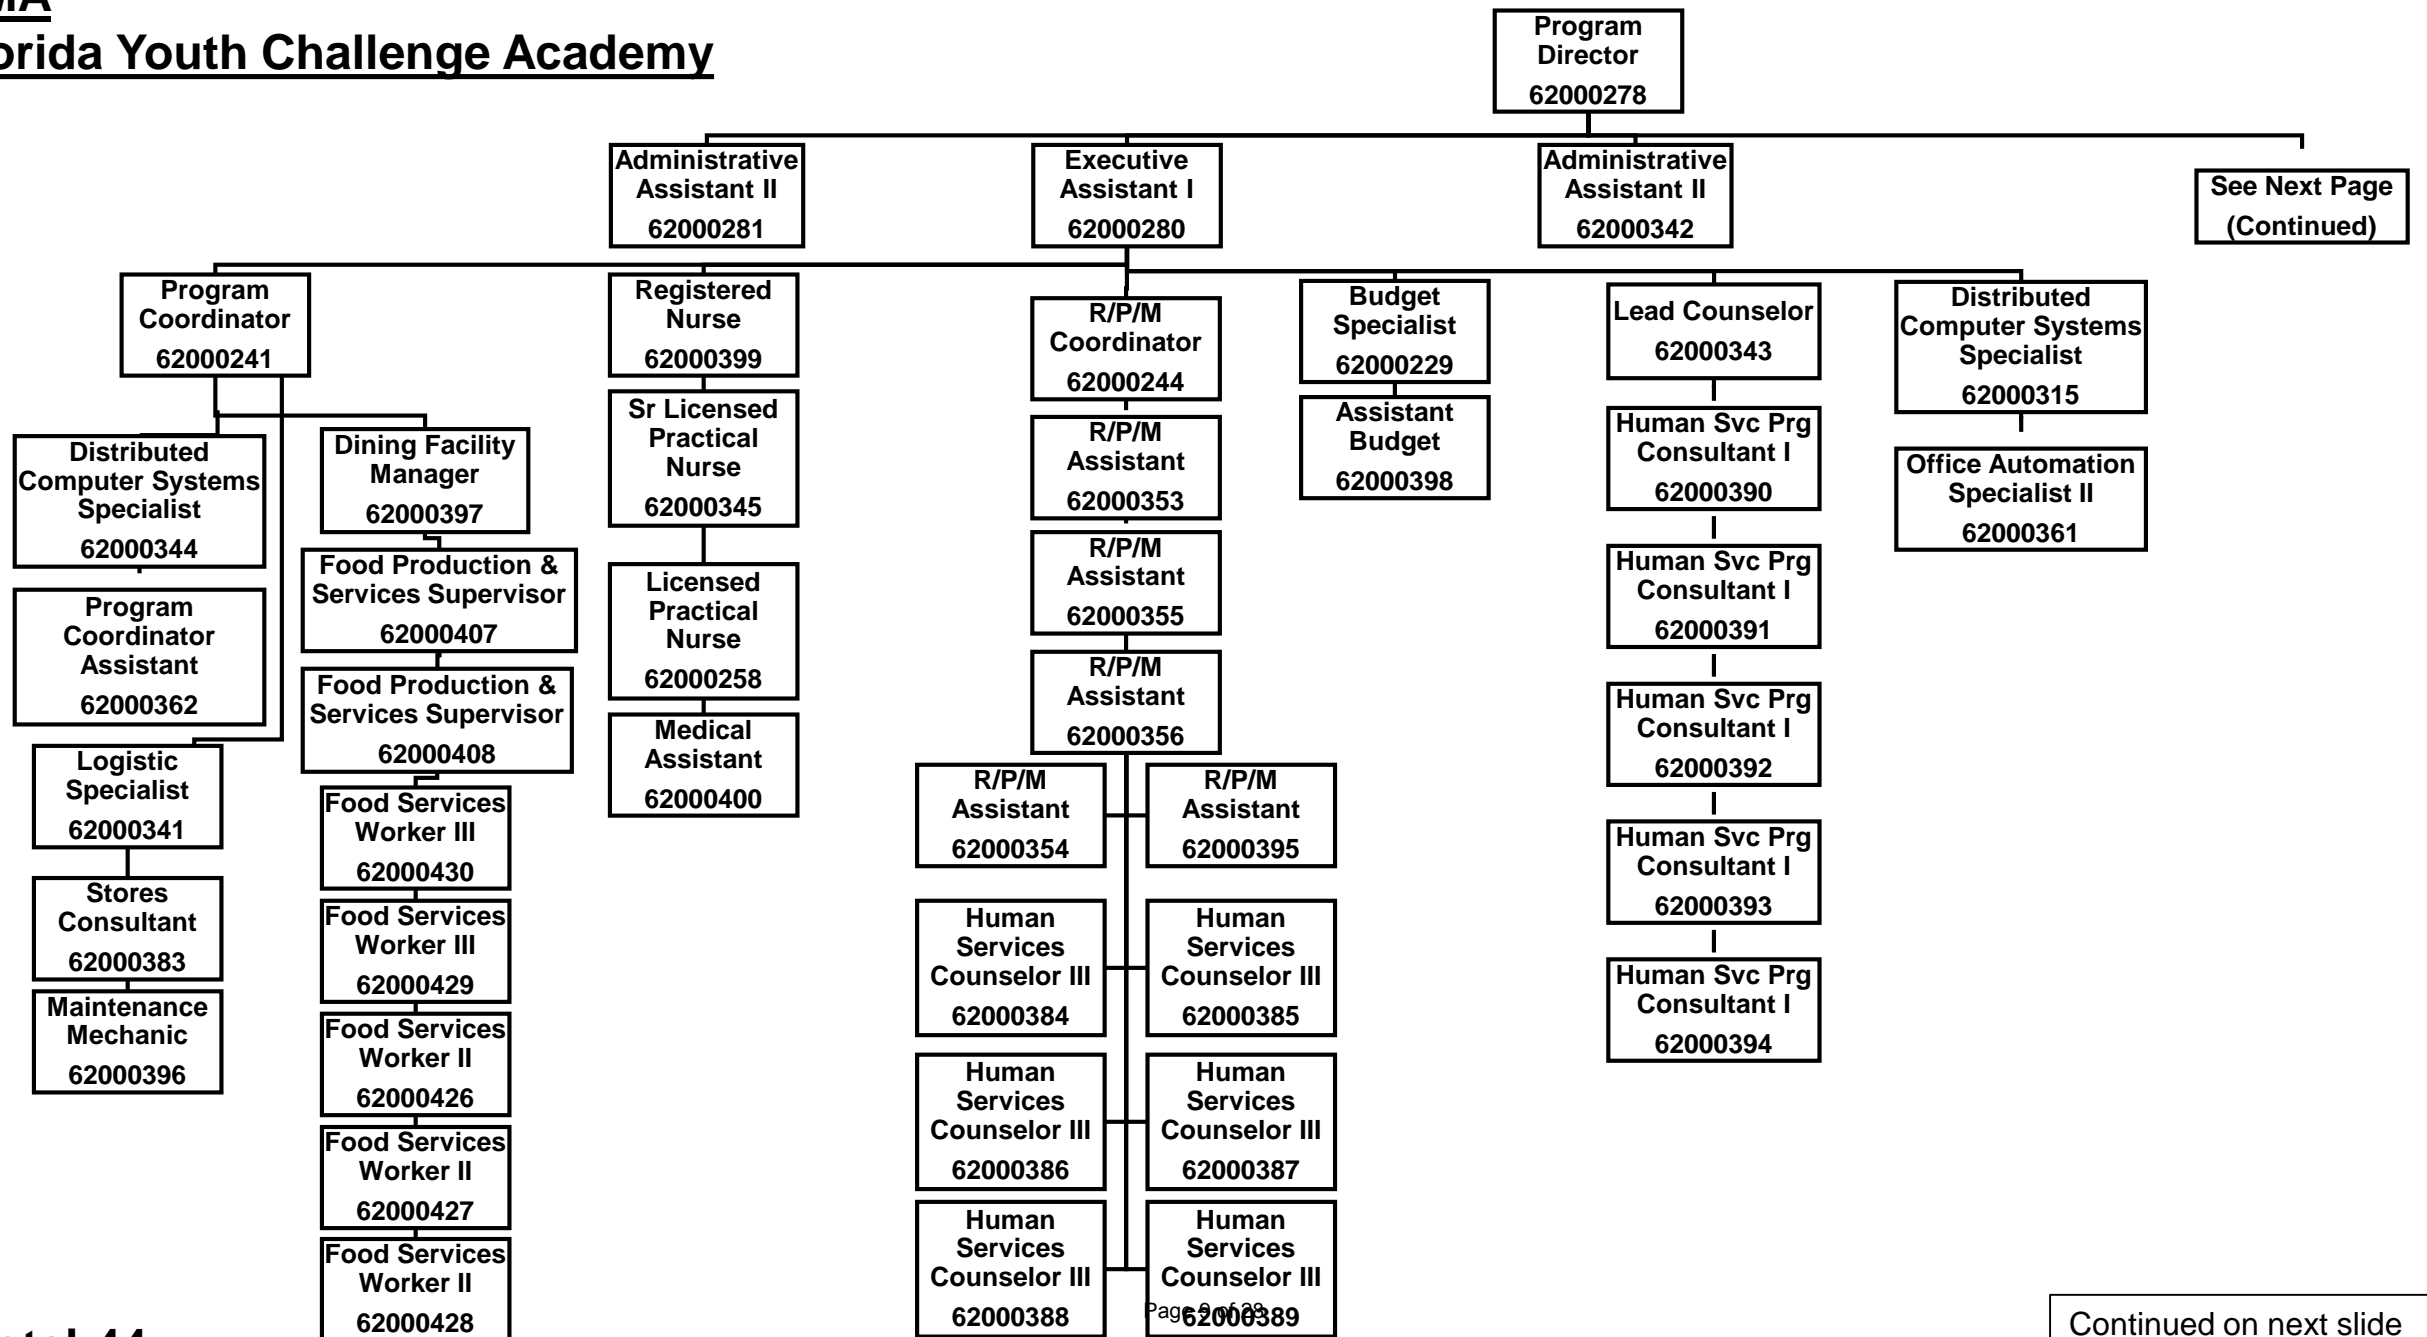 orida Youth Challenge Academy
Program
Director
62000278
Administrative
Assistant II
62000281
Executive
Assistant I
62000280
Administrative
Assistant II
62000342
See Next Page
(Continued)
Program
Coordinator
62000241
Registered
Nurse
62000399
R/P/M
Coordinator
62000244
Budget
Specialist
62000229
Lead Counselor
62000343
Distributed
Computer Systems
Specialist
62000315
Distributed
Computer Systems
Specialist
62000344
Program
Coordinator
Assistant
62000362
Logistic
Specialist
62000341
Stores
Consultant
62000383
Maintenance
Mechanic
62000396
Dining Facility
Manager
62000397
Food Production &
Services Supervisor
62000407
Food Production &
Services Supervisor
62000408
Food Services
Worker III
62000430
Food Services
Worker III
62000429
Food Services
Worker II
62000426
Food Services
Worker II
62000427
Food Services
Worker II
62000428
Sr Licensed
Practical
Nurse
62000345
Licensed
Practical
Nurse
62000258
Medical
Assistant
62000400
R/P/M
Assistant
62000353
R/P/M
Assistant
62000355
R/P/M
Assistant
62000356
R/P/M
Assistant
62000354
R/P/M
Assistant
62000395
Human
Services
Counselor III
62000384
Human
Services
Counselor III
62000385
Human
Services
Counselor III
62000386
Human
Services
Counselor III
62000387
Human
Services
Counselor III
62000388
Human
Services
Counselor III
62000389
Assistant
Budget
62000398
Human Svc Prg
Consultant I
62000390
Human Svc Prg
Consultant I
62000391
Human Svc Prg
Consultant I
62000392
Human Svc Prg
Consultant I
62000393
Human Svc Prg
Consultant I
62000394
Office Automation
Specialist II
62000361
Page 9 of 28
Continued on next slide